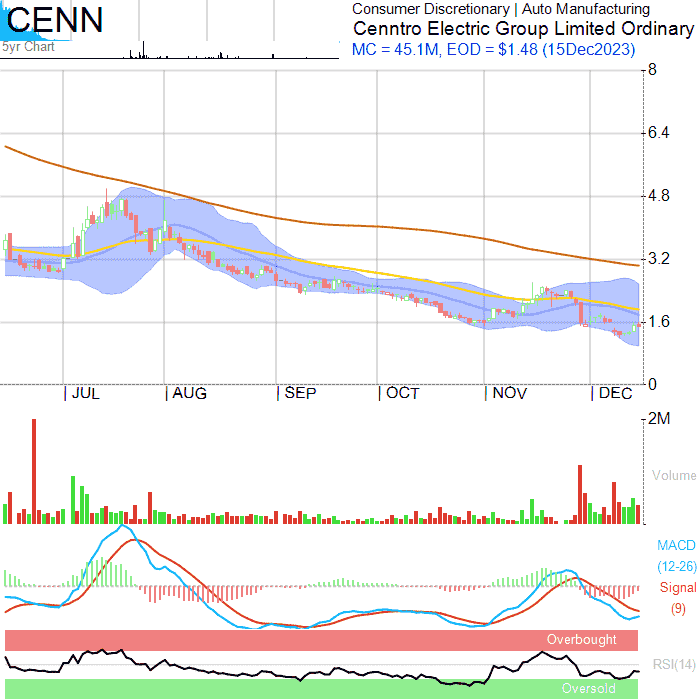 CENN
5yr Chart
Consumer Discretionary | Auto Manufacturing
Cenntro Electric Group Limited Ordinary
MC = 45.1M, EOD = $1.48 (15Dec2023)
8
6.4
4.8
3.2
1.6
0
JUL AUG SEP OCT NOV DEC
2M
Volume
MACD
(12-26)
Signal
(9)
Overbought
RSI(14)
Oversold